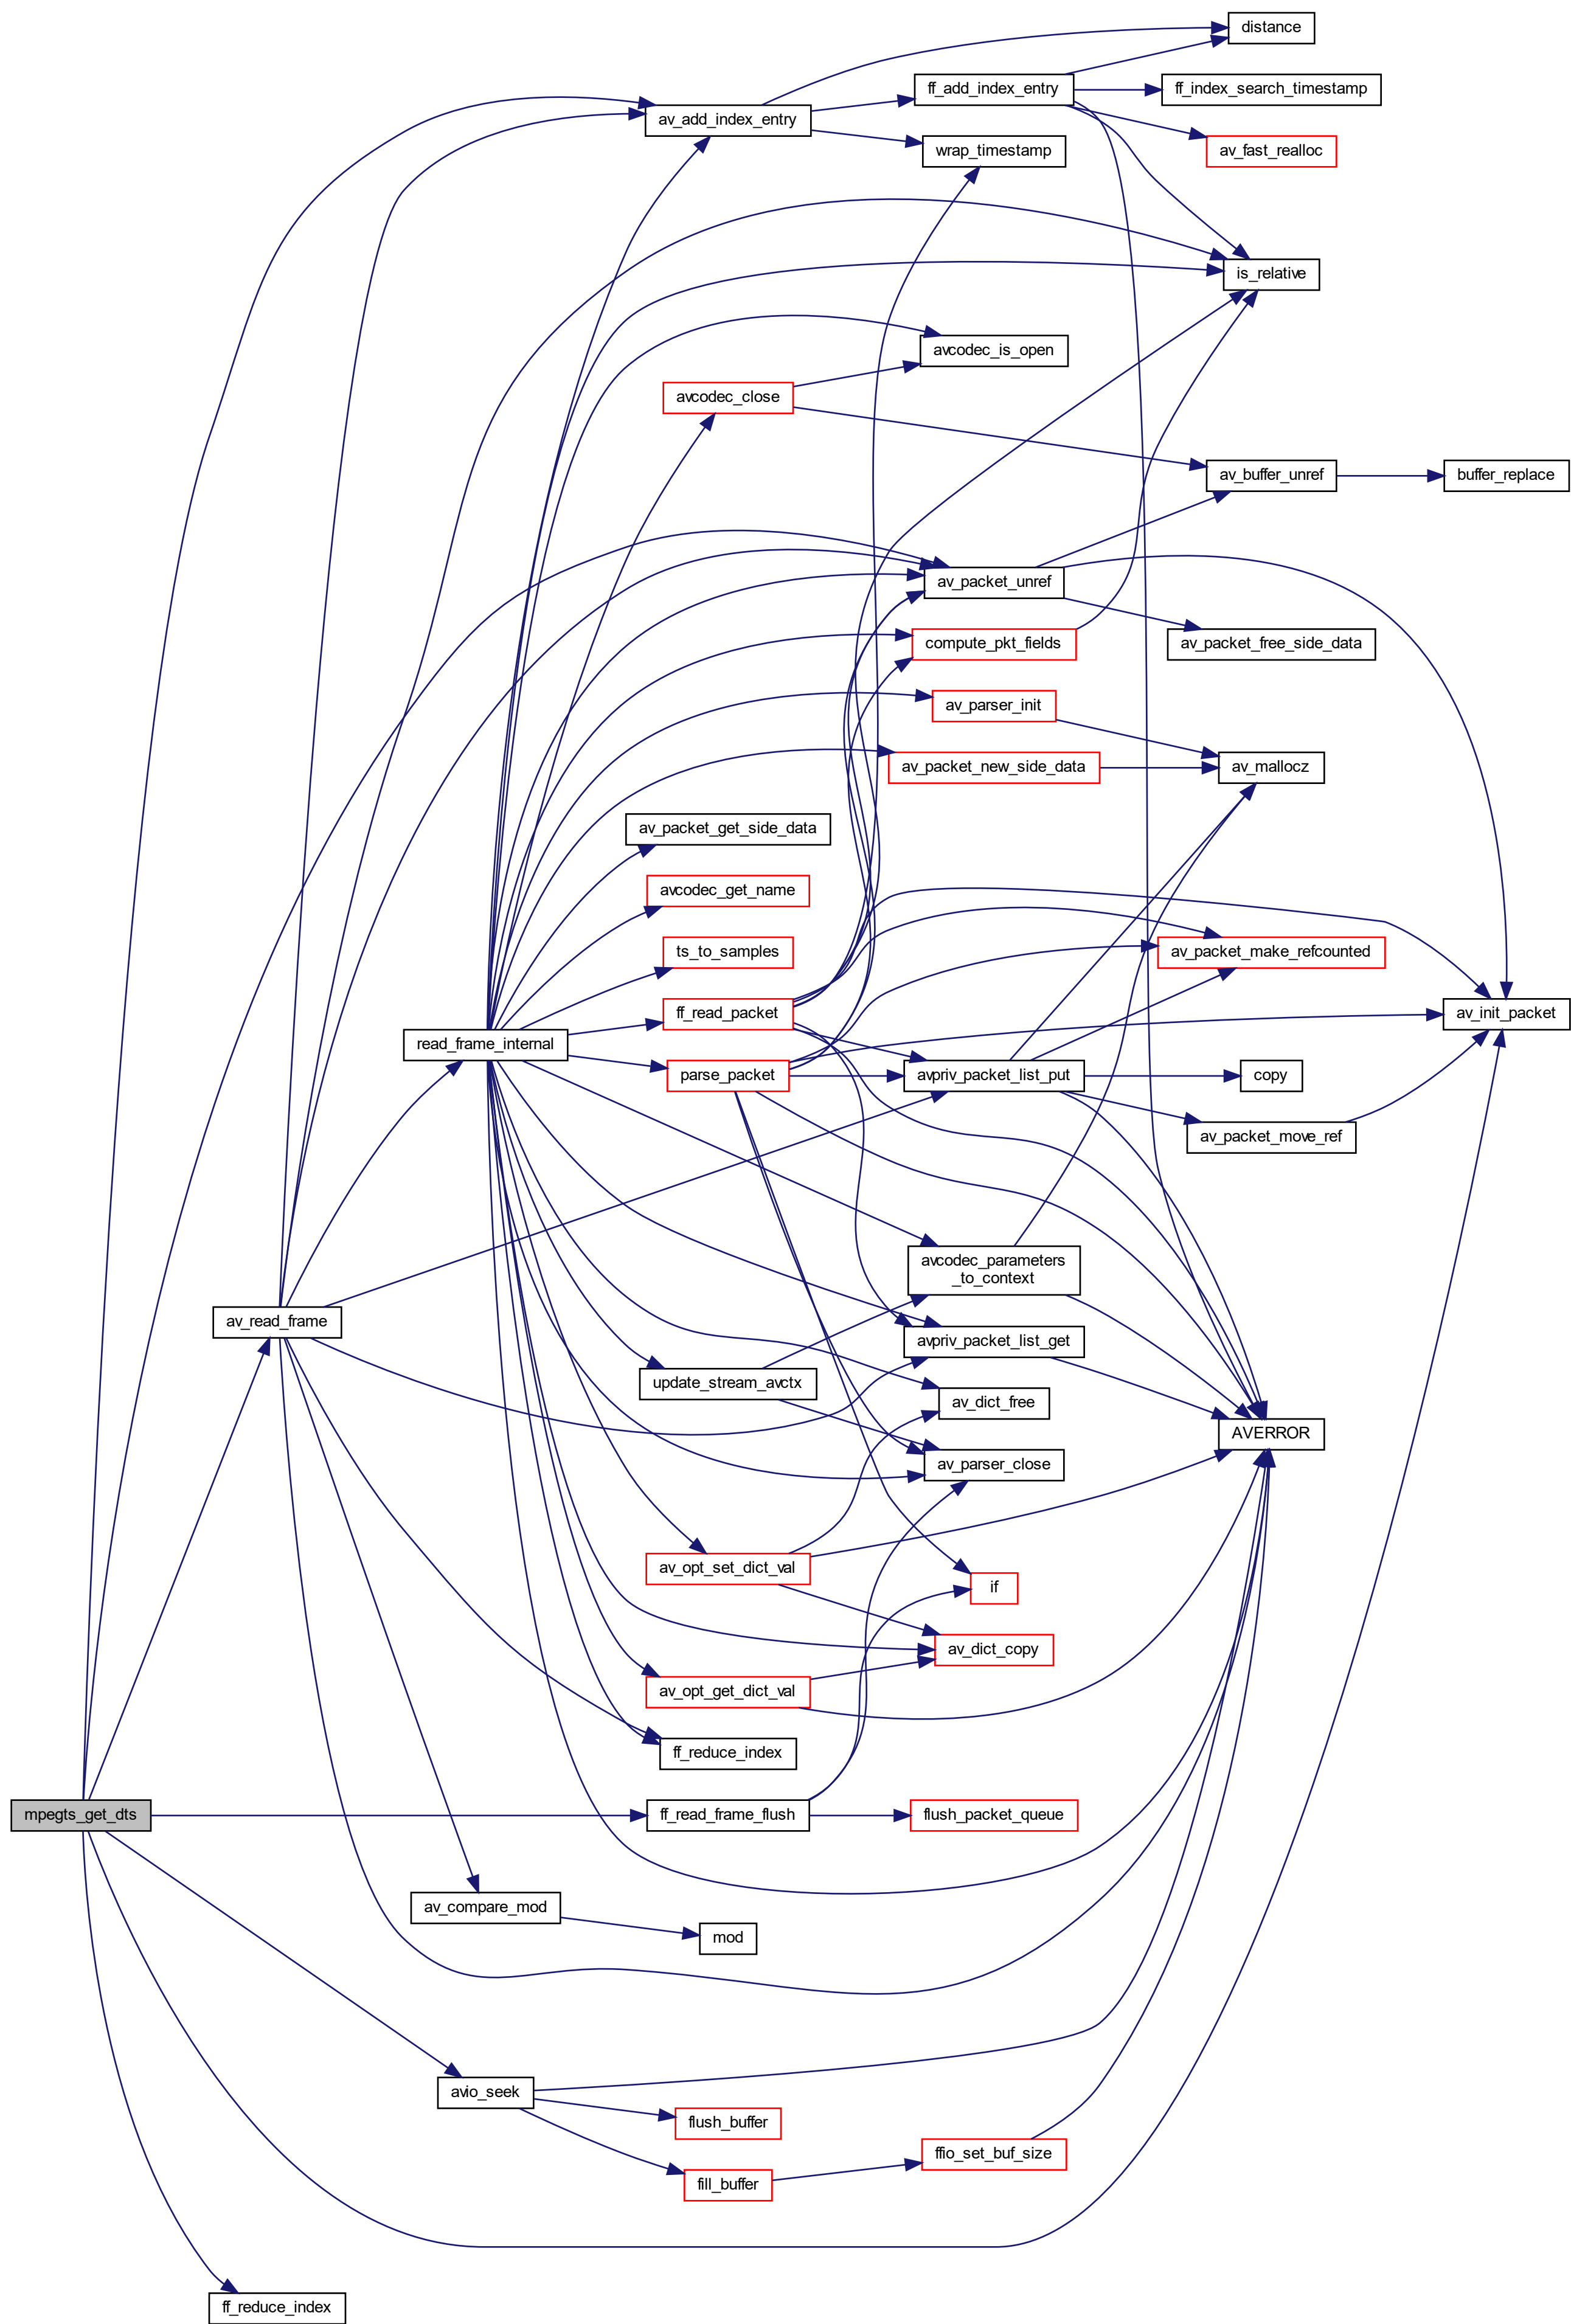 distance
ff_add_index_entry
ff_index_search_timestamp
av_add_index_entry
wrap_timestamp
av_fast_realloc
is_relative
avcodec_is_open
avcodec_close
av_buffer_unref
buffer_replace
av_packet_unref
compute_pkt_fields
av_packet_free_side_data
av_parser_init
av_packet_new_side_data
av_mallocz
av_packet_get_side_data
avcodec_get_name
ts_to_samples
av_packet_make_refcounted
ff_read_packet
av_init_packet
read_frame_internal
parse_packet
avpriv_packet_list_put
copy
av_packet_move_ref
avcodec_parameters
_to_context
av_read_frame
avpriv_packet_list_get
update_stream_avctx
av_dict_free
AVERROR
av_parser_close
av_opt_set_dict_val
if
av_dict_copy
av_opt_get_dict_val
ff_reduce_index
mpegts_get_dts
ff_read_frame_flush
flush_packet_queue
av_compare_mod
mod
avio_seek
flush_buffer
ffio_set_buf_size
fill_buffer
ff_reduce_index